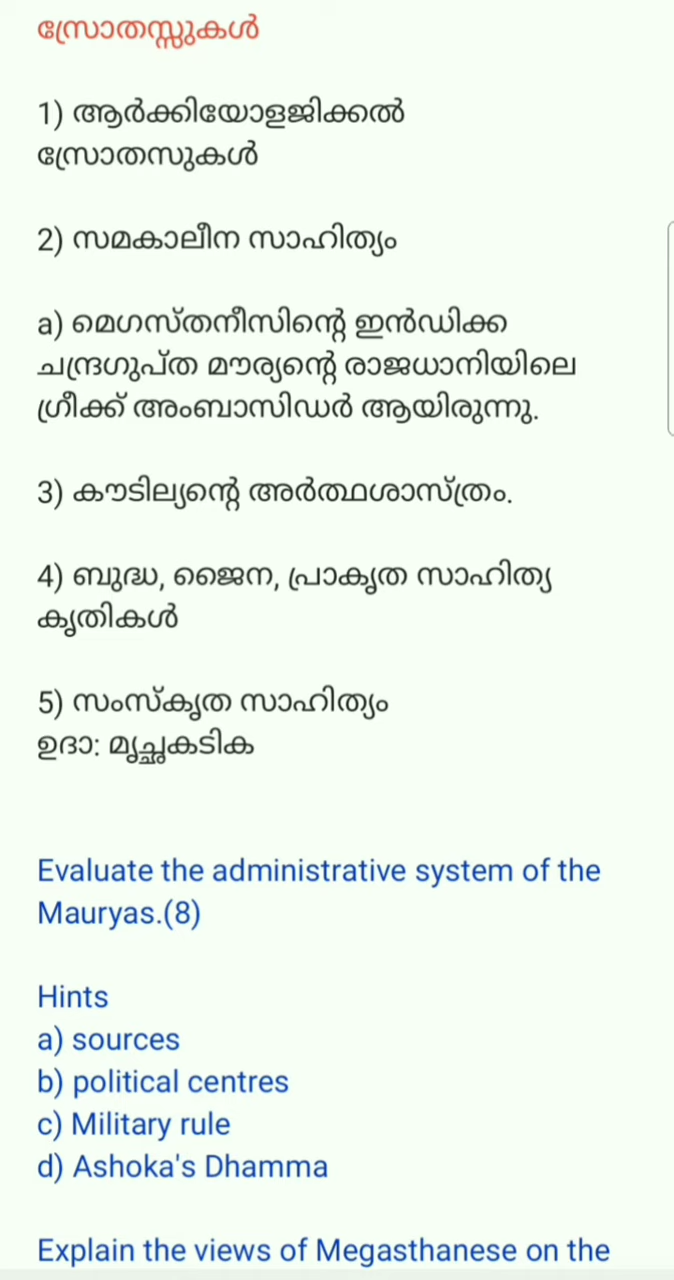 സ്രോതസ്സുകൾ
1) ആർക്കിയോളജിക്കൽ
സ്രോതസുകൾ
2) സമകാലീന സാഹിത്യം
a) മെഗസ്തനീസിന്റെ ഇൻഡിക്ക
ചന്ദ്രഗുപ്ത മൗര്യന്റെ രാജധാനിയിലെ
ഗ്രീക്ക് അംബാസിഡർ ആയിരുന്നു.
3) കൗടില്യന്റെ അർത്ഥശാസ്ത്രം.
4) ബുദ്ധ, ജൈന, പ്രാകൃത സാഹിത്യ
കൃതികൾ
5) സംസ്കൃത സാഹിത്യം
ഉദാ: മൃച്ഛകടിക
Evaluate the administrative system of the
Mauryas.(8)
Hints
a) sources
b) political centres
c) Military rule
d) Ashoka's Dhamma
Explain the views of Megasthanese on the